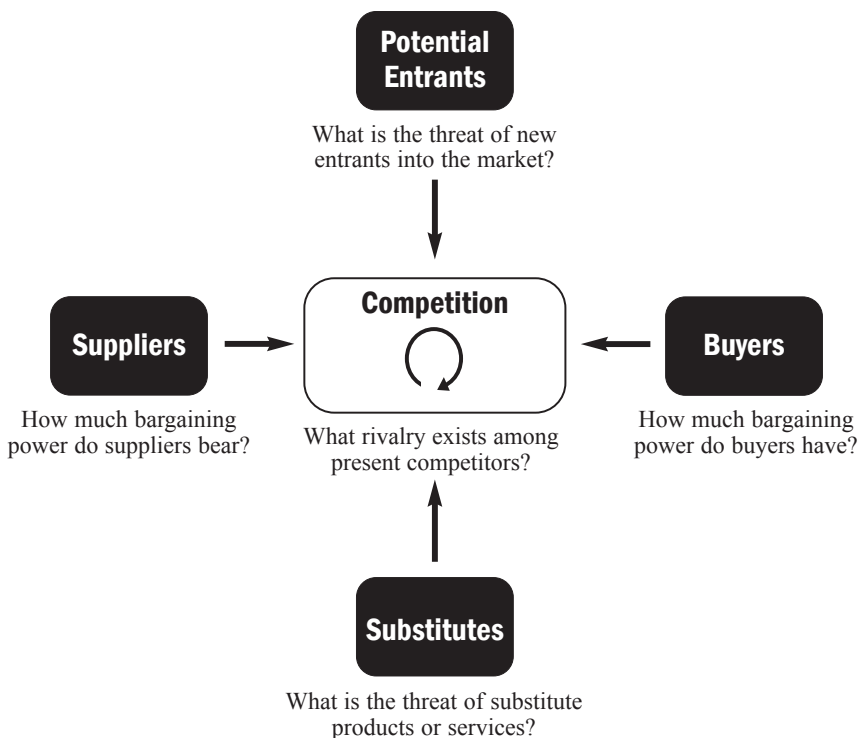 Potential
Entrants
What is the threat of new
entrants into the market?
Suppliers
How much bargaining
power do suppliers bear?
Competition
What rivalry exists among
present competitors?
Buyers
How much bargaining
power do buyers have?
Substitutes
What is the threat of substitute
products or services?